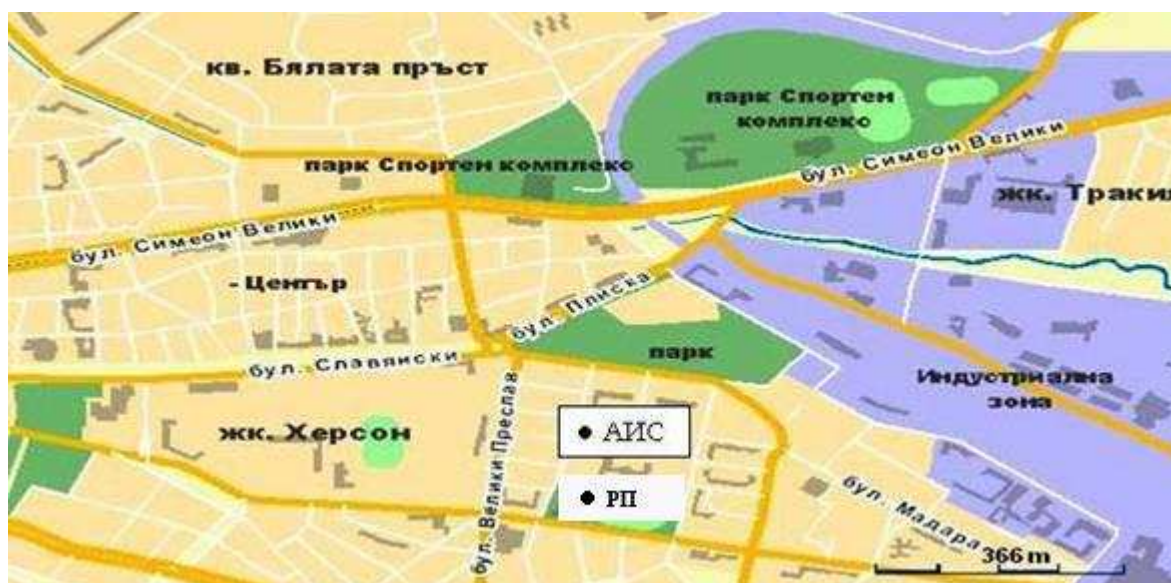 кв. Бялата пръст
парк Спортен
комплекс
парк Спортен комплекс
бул. Симеон Велики
жк. Траки
бул. Симеон Велики
- Център
бул. Плиска
парк
бул. Славянски
Индустриална
зона
жк. Херсон
• АИС
бул. Велики Преслав
• РП
бул. Мадара
366 m